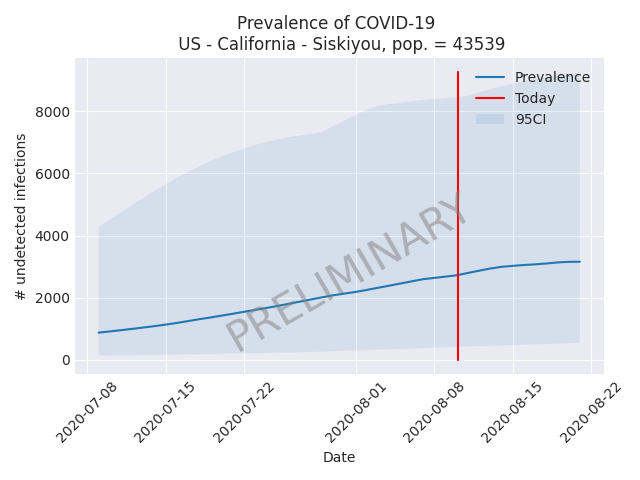 Prevalence of COVID-19
US - California - Siskiyou, pop. = 43539
Prevalence
Today
95CI
8000
6000
4000
2000
0
# undetected infections
PRELIMINARY
2020-07-08
2020-07-15
2020-07-22
2020-08-01
2020-08-08
2020-08-15
2020-08-22
Date